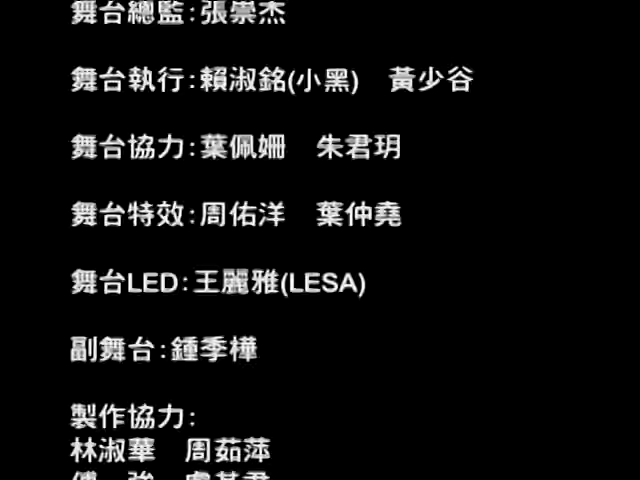 舞台總監:張崇杰
舞台執行:賴淑銘(小黑)　黃少谷
舞台協力:葉佩姍　朱君玥
舞台特效:周佑洋　葉仲堯
舞台LED:王麗雅(LESA)
副舞台:鍾季樺
製作協力:
林淑華　周茹萍